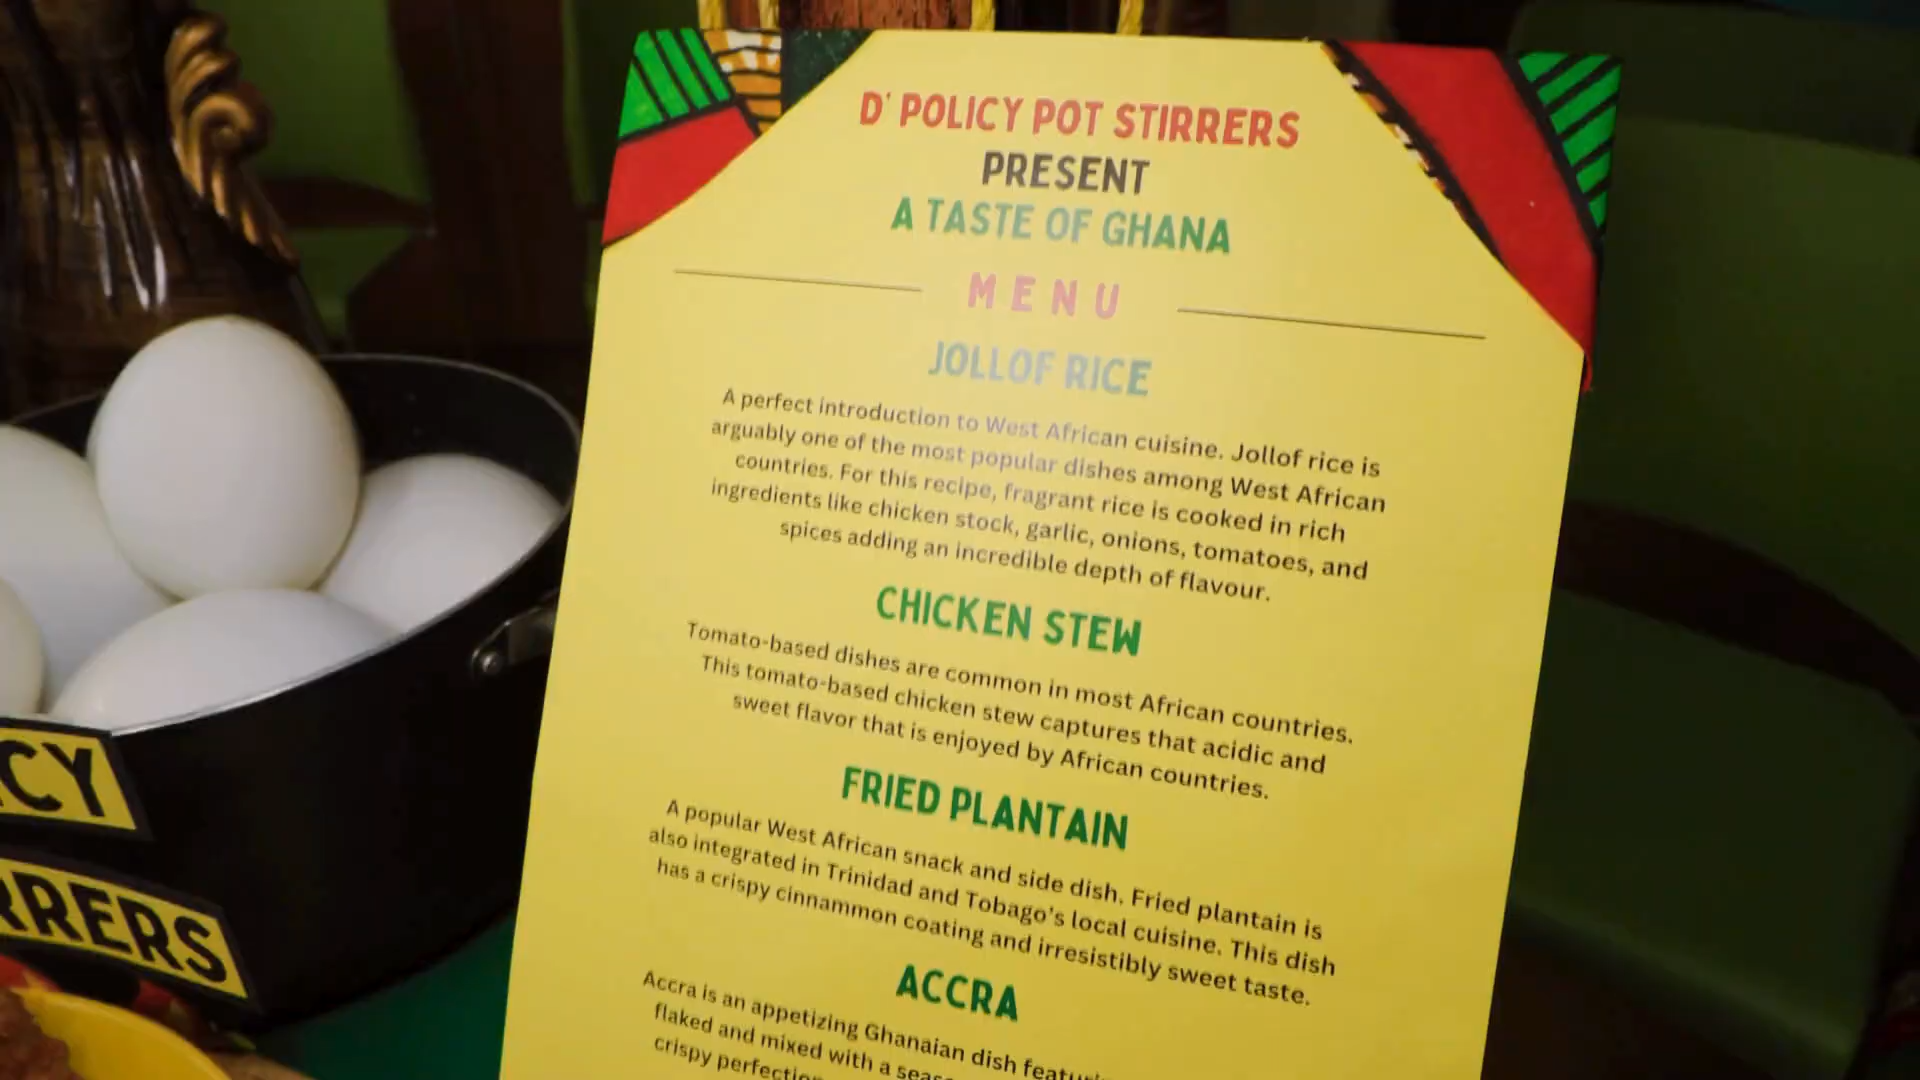 D' POLICY POT STIRRERS
PRESENT
A TASTE OF GHANA
MENU
JOLLOF RICE
A perfect introduction to West African cuisine. Jollof rice is
arguably one of the most popular dishes among West African
countries. For this recipe, fragrant rice is cooked in rich
ingredients like chicken stock, garlic, onions, tomatoes, and
spices adding an incredible depth of flavour.
CHICKEN STEW
Tomato-based dishes are common in most African countries.
This tomato-based chicken stew captures that acidic and
sweet flavor that is enjoyed by African countries.
FRIED PLANTAIN
A popular West African snack and side dish, Fried plantain is
also integrated in Trinidad and Tobago's local cuisine. This dish
has a crispy cinnammon coating and irresistibly sweet taste.
ACCRA
Accra is an appetizing Ghanaian dish
flaked and mixed with a
crispy
CY
RRERS